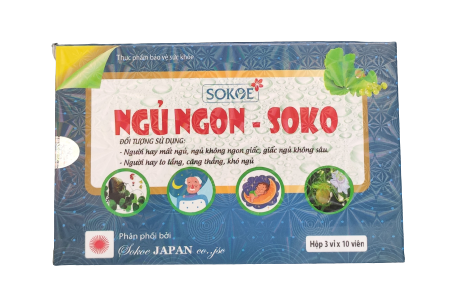 Thực phẩm bảo vệ sức khỏe
SOKOE
NGỦ NGON - SOKO
ĐỐI TƯỢNG SỬ DỤNG:
- Người hay mất ngủ, ngủ không ngon giấc, giấc ngủ không sâu.
- Người hay lo lắng, căng thẳng, khó ngủ
Phân phối bởi
Sokoe JAPAN co.,jsc
Hộp 3 vỉ x 10 viên